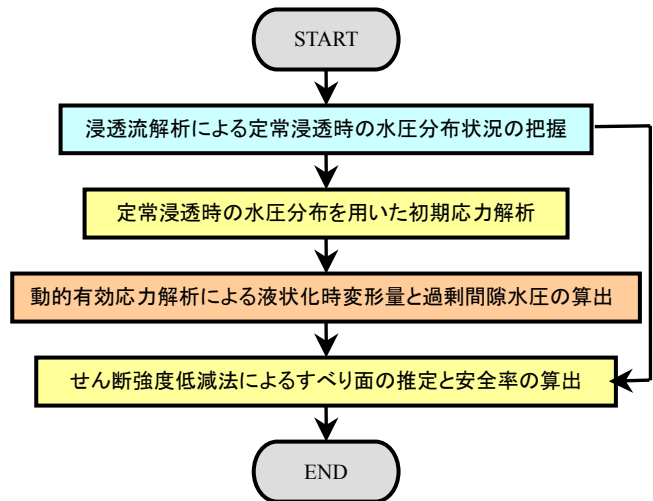 START
浸透流解析による定常浸透時の水圧分布状況の把握
定常浸透時の水圧分布を用いた初期応力解析
動的有効応力解析による液状化時変形量と過剰間隙水圧の算出
せん断強度低減法によるすべり面の推定と安全率の算出
END